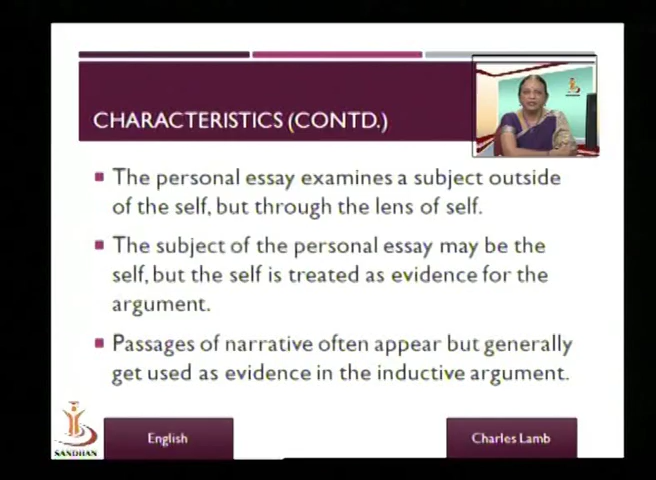 CHARACTERISTICS (CONTD.)
The personal essay examines a subject outside
of the self, but through the lens of self.
The subject of the personal essay may be the
self, but the self is treated as evidence for the
argument.
Passages of narrative often appear but generally
get used as evidence in the inductive argument.
SANDHAN
English
Charles Lamb